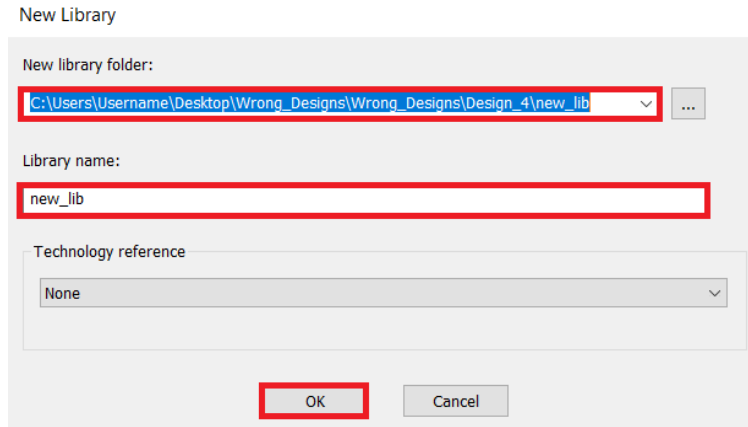 New Library
New library folder:
C:\Users\Username\Desktop\Wrong_Designs\Wrong_Designs\Design_4\new_lib
...
Library name:
new_lib
Technology reference
None
OK Cancel